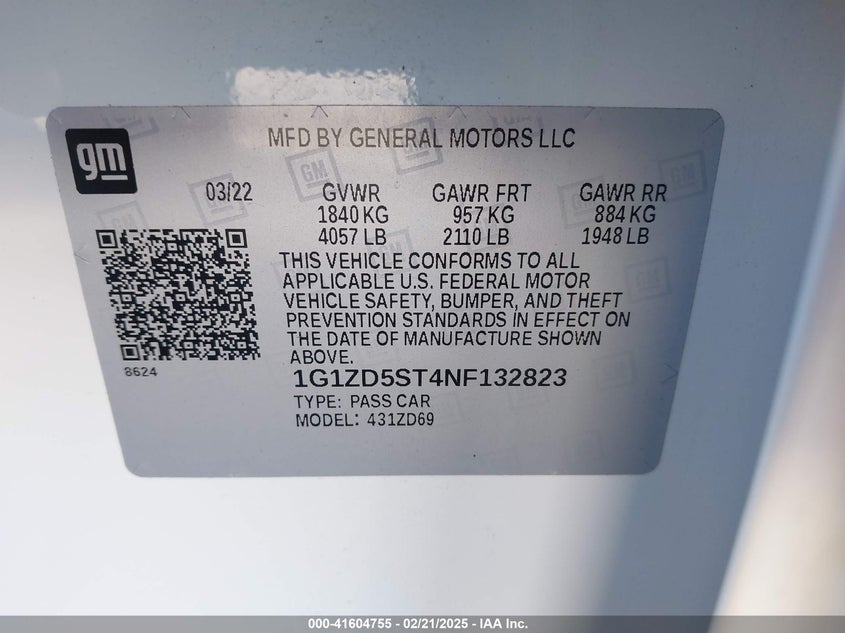 gm
MFD BY GENERAL MOTORS LLC
03/22 GVWR GAWR FRT GAWR RR
1840 KG 957 KG 884 KG
4057 LB 2110 LB 1948 LB
THIS VEHICLE CONFORMS TO ALL
APPLICABLE U.S. FEDERAL MOTOR
VEHICLE SAFETY, BUMPER, AND THEFT
PREVENTION STANDARDS IN EFFECT ON
THE DATE OF MANUFACTURE SHOWN
ABOVE.
8624
1G1ZD5ST4NF132823
TYPE: PASS CAR
MODEL: 431ZD69
000-41604755 - 02/21/2025 - IAA Inc.